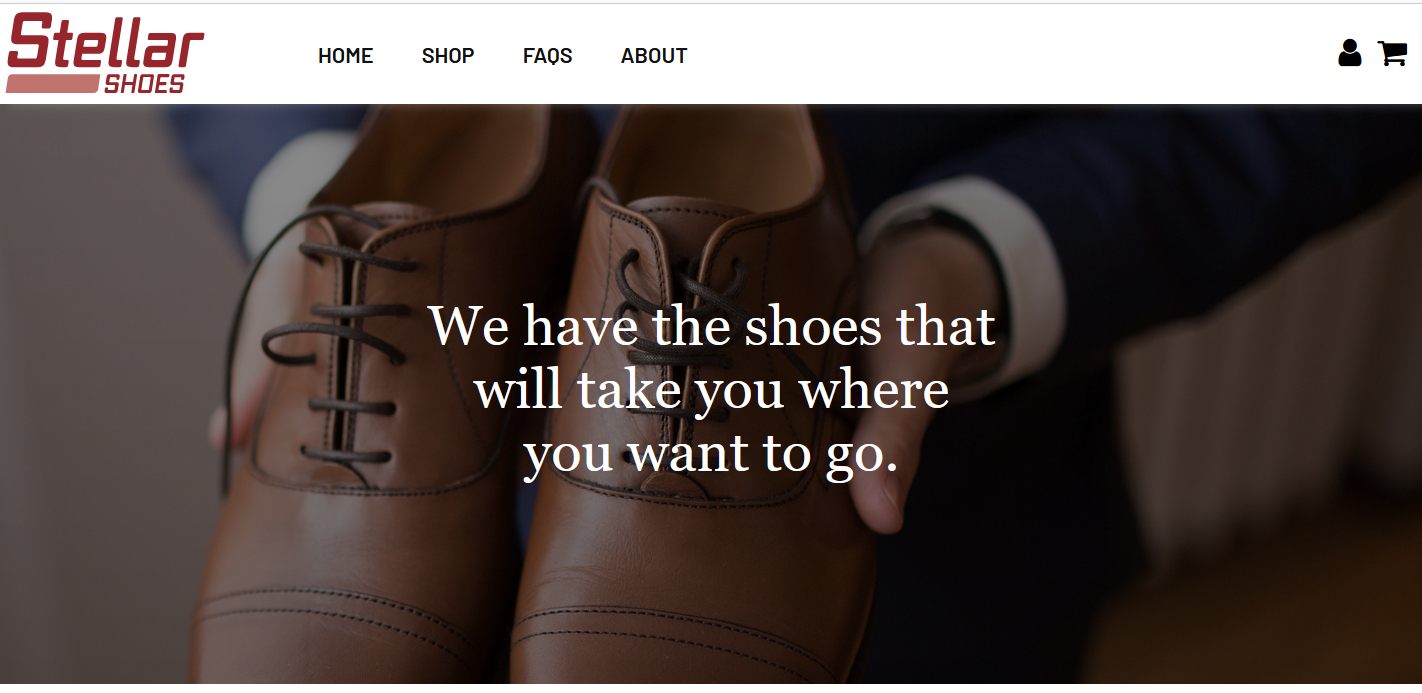 Stellar
SHOES
HOME SHOP FAQS ABOUT
We have the shoes that
will take you where
you want to go.